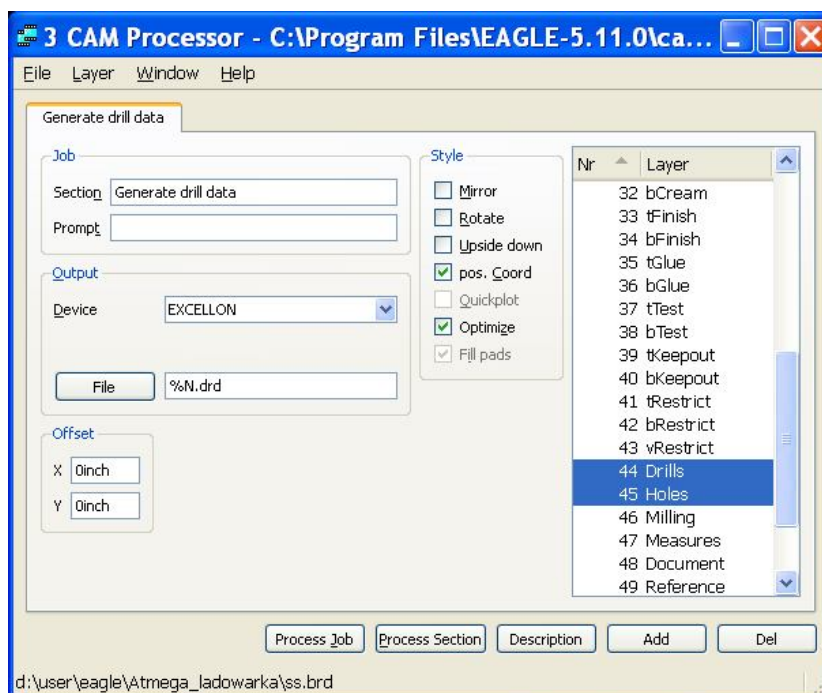 3 CAM Processor - C:\Program Files\EAGLE-5.11.0\ca...
File Layer Window Help
Generate drill data
Job
Section Generate drill data
Prompt
Output
Device EXCELLON
File %N.drd
Offset
X 0inch
Y 0inch
Style
Mirror
Rotate
Upside down
pos. Coord
Quickplot
Optimize
Fill pads
Nr Layer
32 bCream
33 tFinish
34 bFinish
35 tGlue
36 bGlue
37 tTest
38 bTest
39 tKeepout
40 bKeepout
41 tRestrict
42 bRestrict
43 vRestrict
44 Drills
45 Holes
46 Milling
47 Measures
48 Document
49 Reference
Process Job Process Section Description Add Del
d:\user\eagle\Atmega_ladowarka\ss.brd